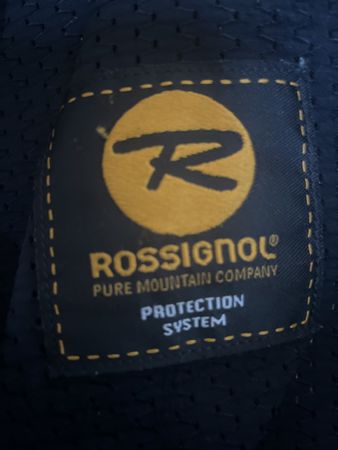 R
ROSSIGNOL®
PURE MOUNTAIN COMPANY
PROTECTION
SYSTEM